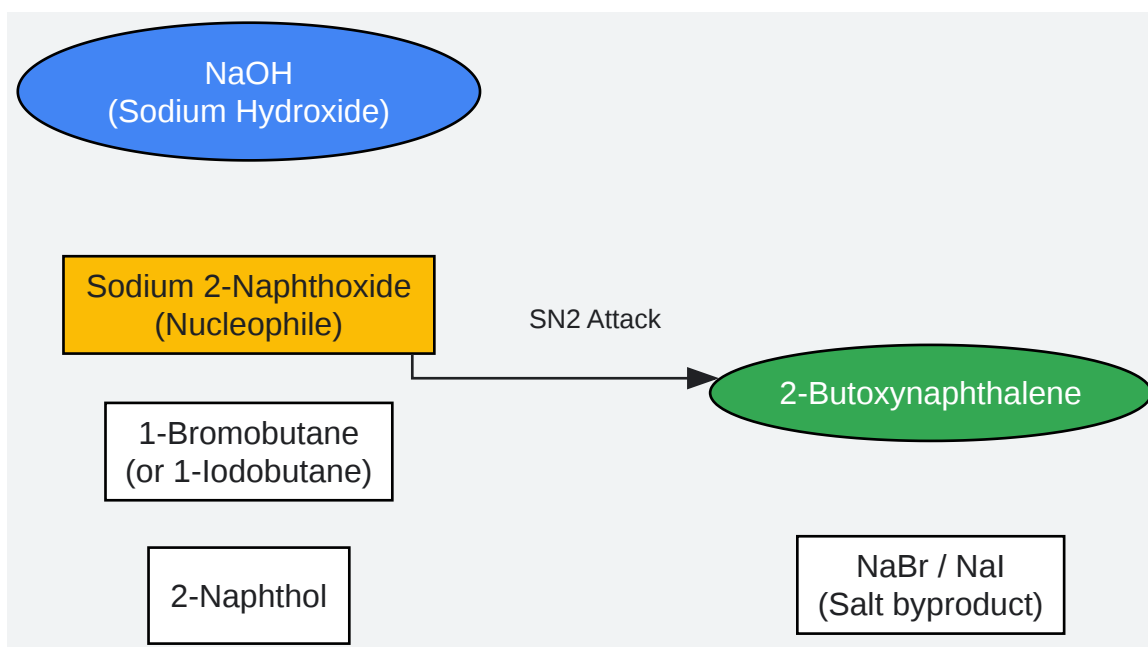 NaOH
(Sodium Hydroxide)
Sodium 2-Naphthoxide
(Nucleophile)
SN2 Attack
2-Butoxynaphthalene
1-Bromobutane
(or 1-Iodobutane)
2-Naphthol
NaBr / NaI
(Salt byproduct)